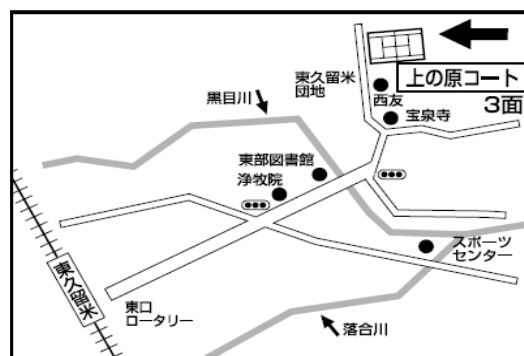 東久留米
団地
上の原コート
3面
西友
宝泉寺
黒目川
東部図書館
浄牧院
スポーツ
センター
東久留米
東口
ロータリー
落合川